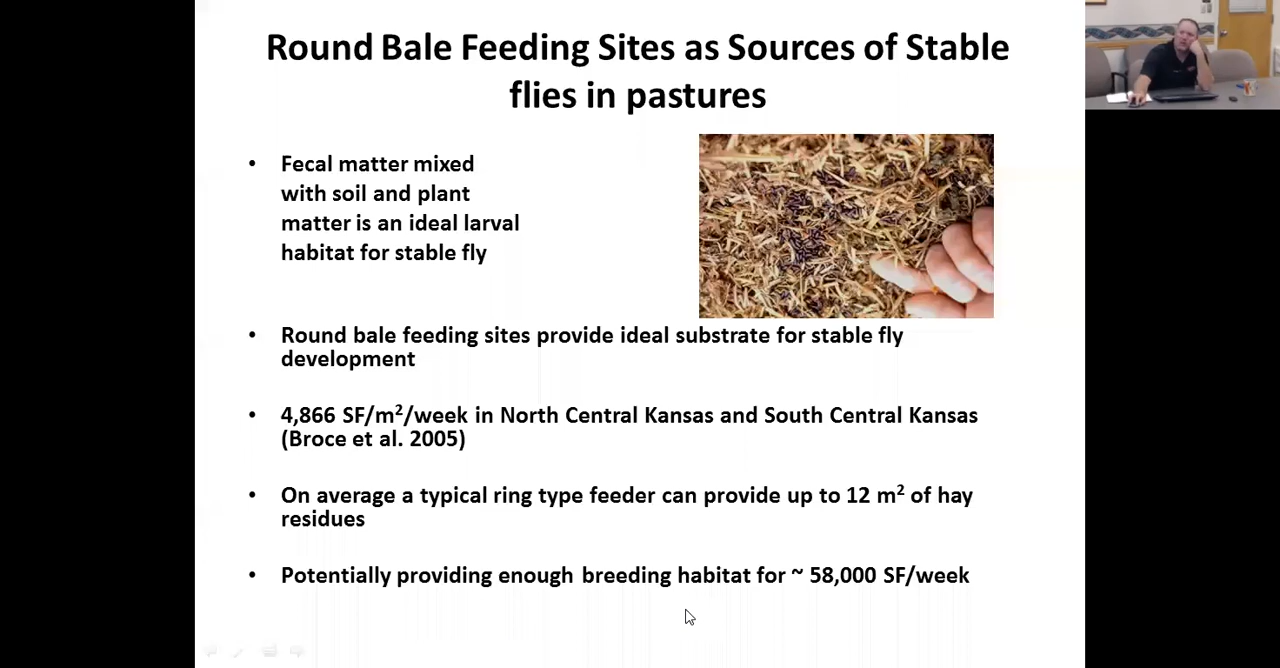 Round Bale Feeding Sites as Sources of Stable
flies in pastures
• Fecal matter mixed
with soil and plant
matter is an ideal larval
habitat for stable fly
• Round bale feeding sites provide ideal substrate for stable fly
development
• 4,866 SF/m²/week in North Central Kansas and South Central Kansas
(Broce et al. 2005)
• On average a typical ring type feeder can provide up to 12 m² of hay
residues
• Potentially providing enough breeding habitat for ~ 58,000 SF/week